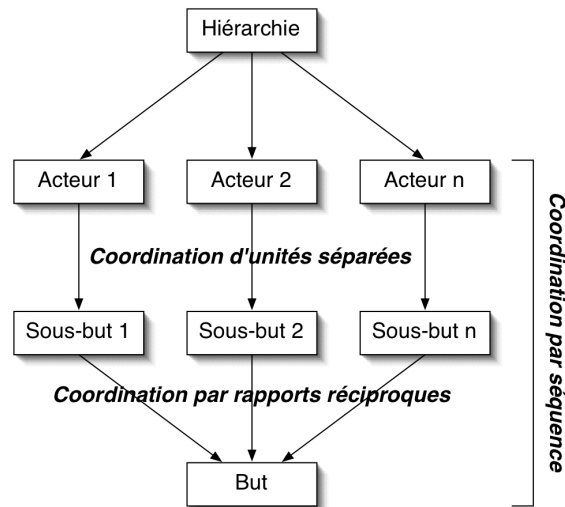 Hiérarchie
Acteur 1
Acteur 2
Acteur n
Coordination d'unités séparées
Sous-but 1
Sous-but 2
Sous-but n
Coordination par rapports réciproques
But
Coordination par
séquence